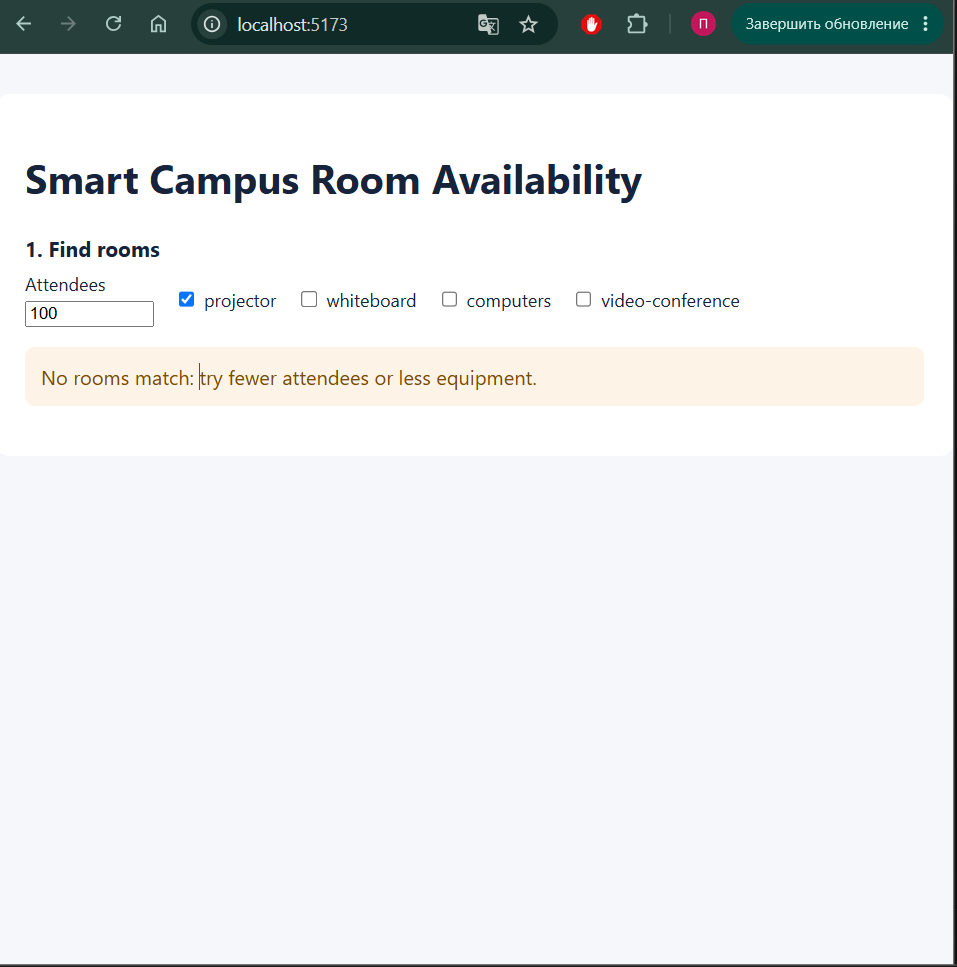 localhost:5173
П
Завершить обновление
Smart Campus Room Availability
1. Find rooms
Attendees
100
projector
whiteboard
computers
video-conference
No rooms match: try fewer attendees or less equipment.